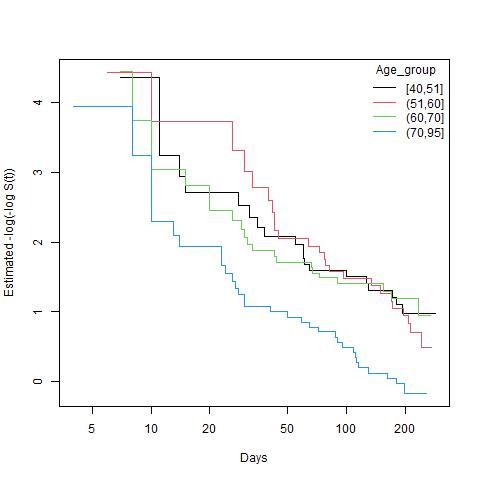 Age_group
[40,51]
(51,60]
(60,70]
(70,95]
4
3
2
1
0
Estimated -log(-log S(t))
5 10 20 50 100 200
Days